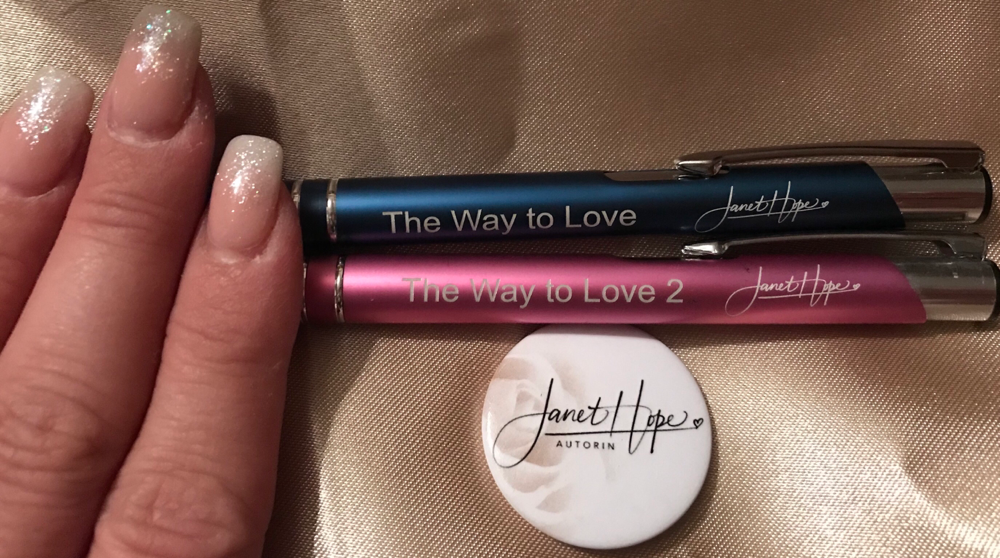 The Way to Love Janet Hope
The Way to Love 2 Janet Hope
Janet Hope
AUTORIN